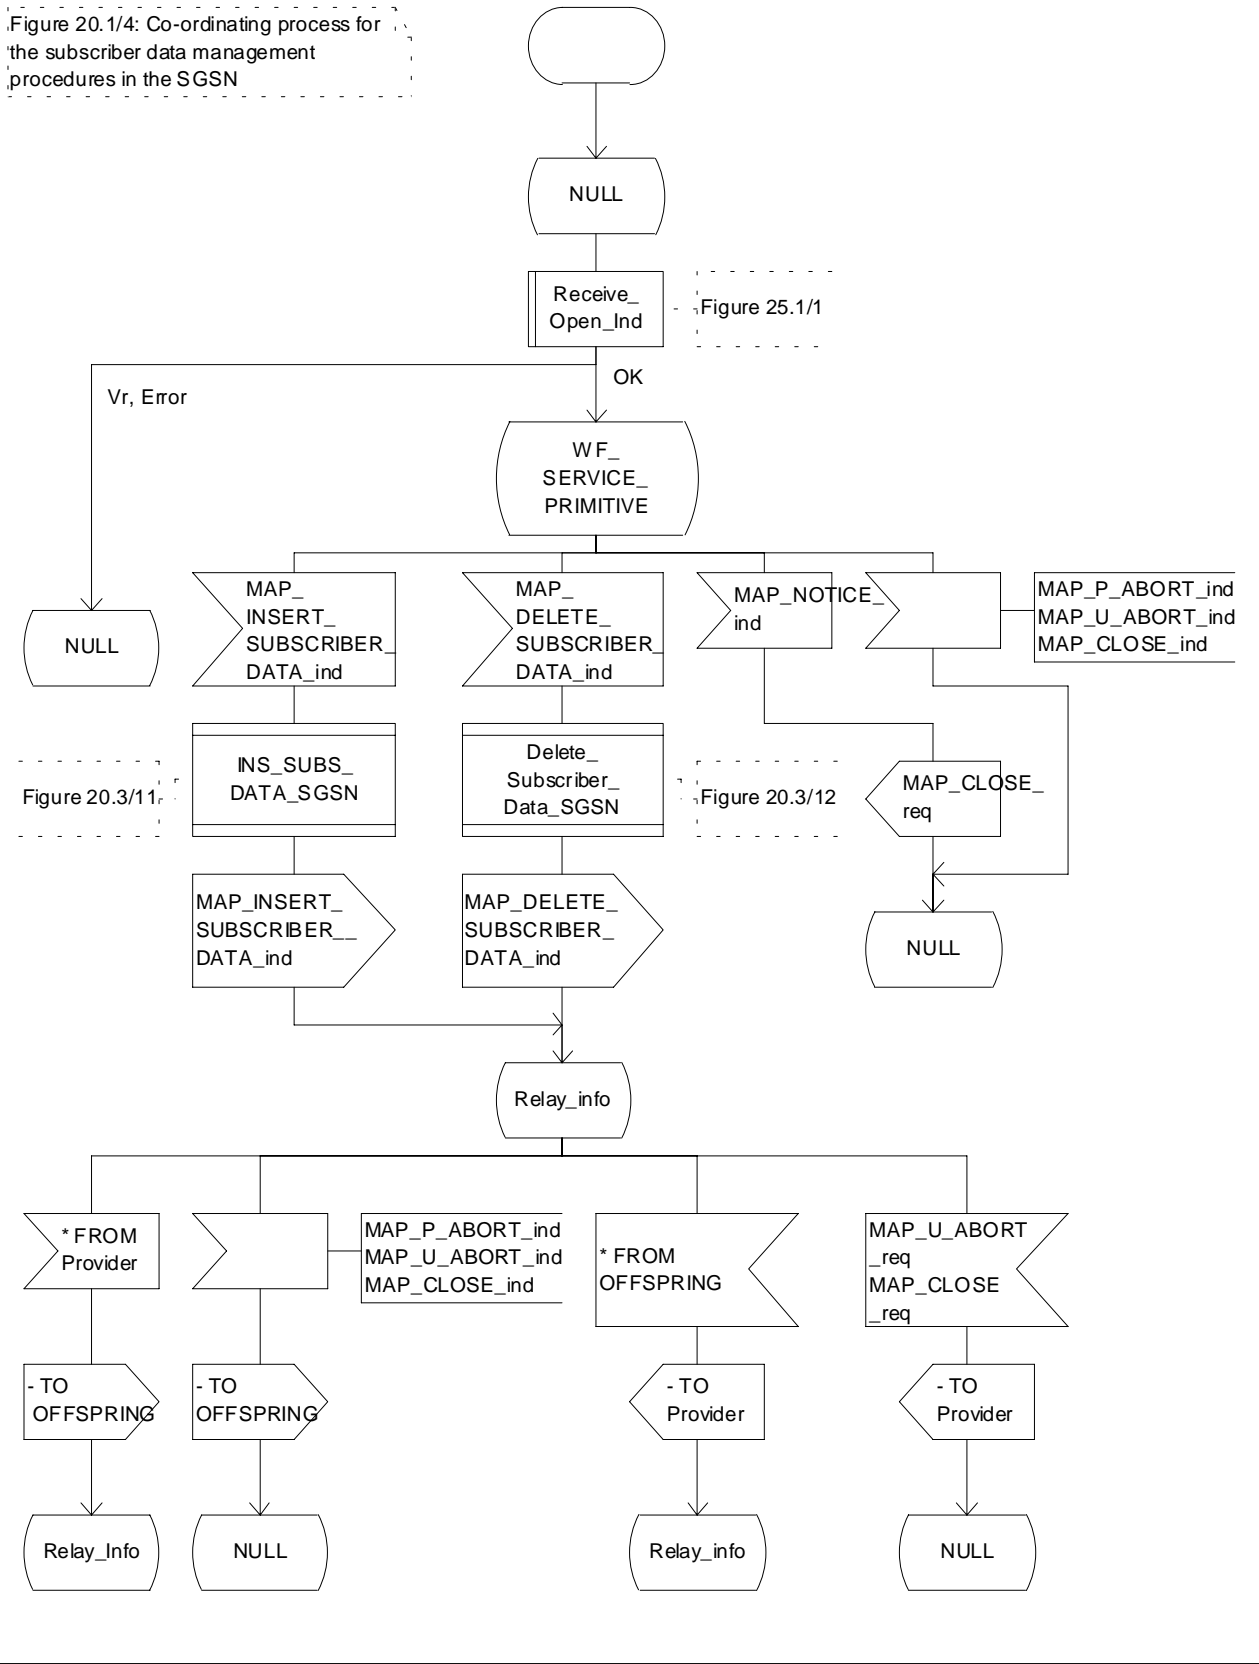 Figure 20.1/4: Co-ordinating process for
the subscriber data management
procedures in the SGSN
NULL
Receive_
Open_Ind
Figure 25.1/1
Vr, Error
OK
WF_
SERVICE_
PRIMITIVE
NULL
MAP_
INSERT_
SUBSCRIBER_
DATA_ind
MAP_
DELETE_
SUBSCRIBER_
DATA_ind
MAP_NOTICE_
ind
MAP_P_ABORT_ind
MAP_U_ABORT_ind
MAP_CLOSE_ind
Figure 20.3/11
INS_SUBS_
DATA_SGSN
Delete_
Subscriber_
Data_SGSN
Figure 20.3/12
MAP_CLOSE_
req
MAP_INSERT_
SUBSCRIBER__
DATA_ind
MAP_DELETE_
SUBSCRIBER_
DATA_ind
NULL
Relay_info
* FROM
Provider
MAP_P_ABORT_ind
MAP_U_ABORT_ind
MAP_CLOSE_ind
* FROM
OFFSPRING
MAP_U_ABORT
_req
MAP_CLOSE
_req
- TO
OFFSPRING
- TO
OFFSPRING
- TO
Provider
- TO
Provider
Relay_Info
NULL
Relay_info
NULL